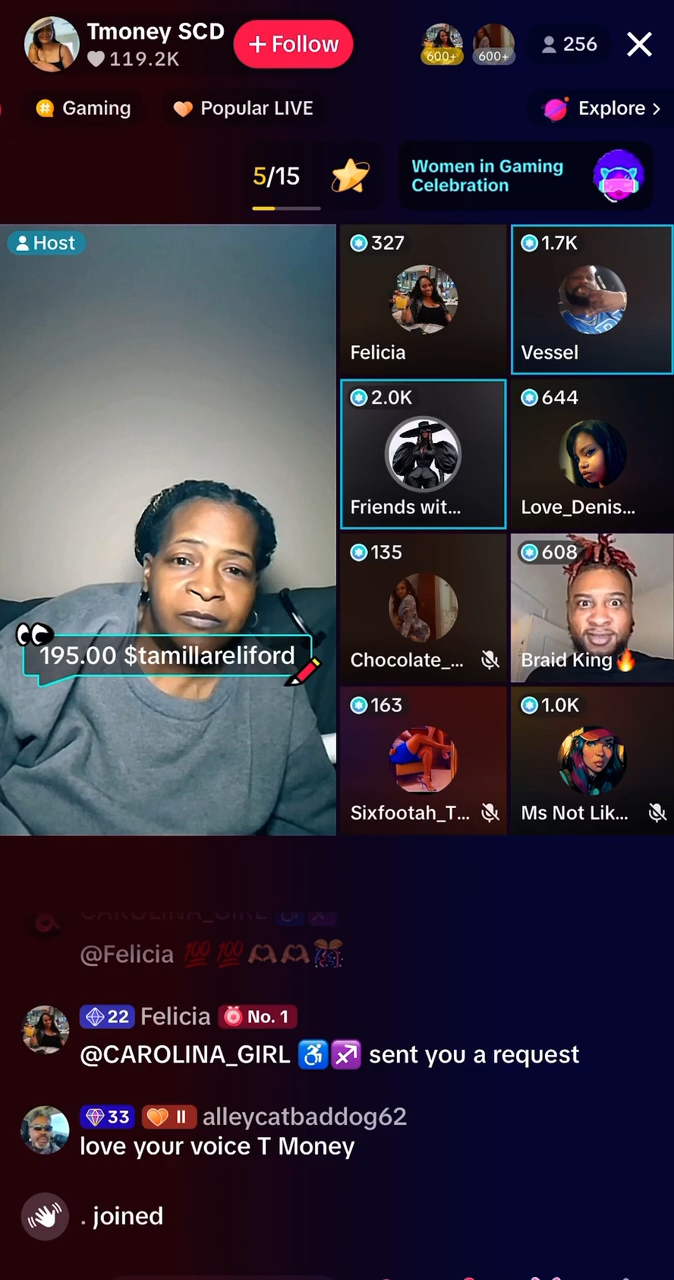 Tmoney SCD
119.2K
+ Follow
600+
600+
256
Gaming
Popular LIVE
Explore >
5/15
Women in Gaming
Celebration
Host
327
Felicia
1.7K
Vessel
2.0K
Friends wit...
644
Love_Denis...
135
Chocolate_...
608
Braid King🔥
163
Sixfootah_T...
1.0K
Ms Not Lik...
195.00 $tamillareliford
CAROLINA_GIRL ♿♐
@Felicia 💯💯🫶🏾🫶🏾🎊
22 Felicia No. 1
@CAROLINA_GIRL ♿♐ sent you a request
33 II alleycatbaddog62
love your voice T Money
. joined